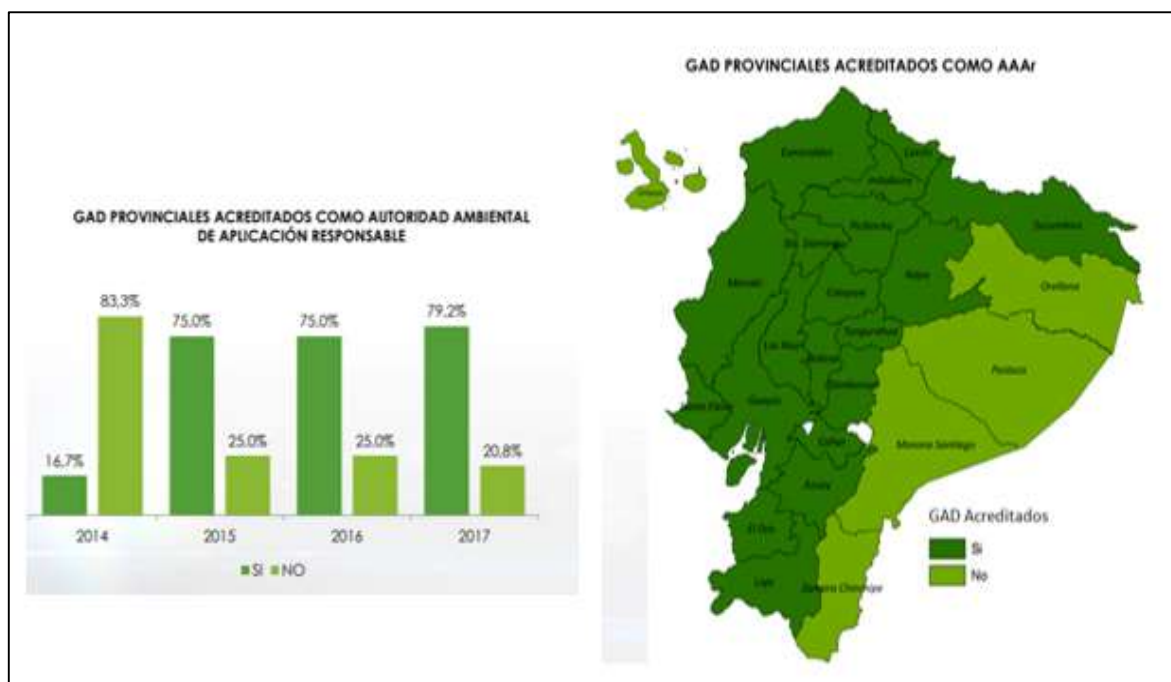 GAD PROVINCIALES ACREDITADOS COMO AUTORIDAD AMBIENTAL
DE APLICACIÓN RESPONSABLE
83,3%
75,0%
75,0%
79,2%
16,7%
25,0%
25,0%
20,8%
2014
2015
2016
2017
SI
NO
GAD PROVINCIALES ACREDITADOS COMO AAAr
Esmeraldas
Carchi
Imbabura
Sucumbíos
Pichincha
Sto. Domingo
Napo
Orellana
Manabí
Cotopaxi
Tungurahua
Los Ríos
Bolívar
Pastaza
Chimborazo
Santa Elena
Guayas
Morona Santiago
Cañar
Azuay
El Oro
Loja
Zamora Chinchipe
GAD Acreditados
Si
No